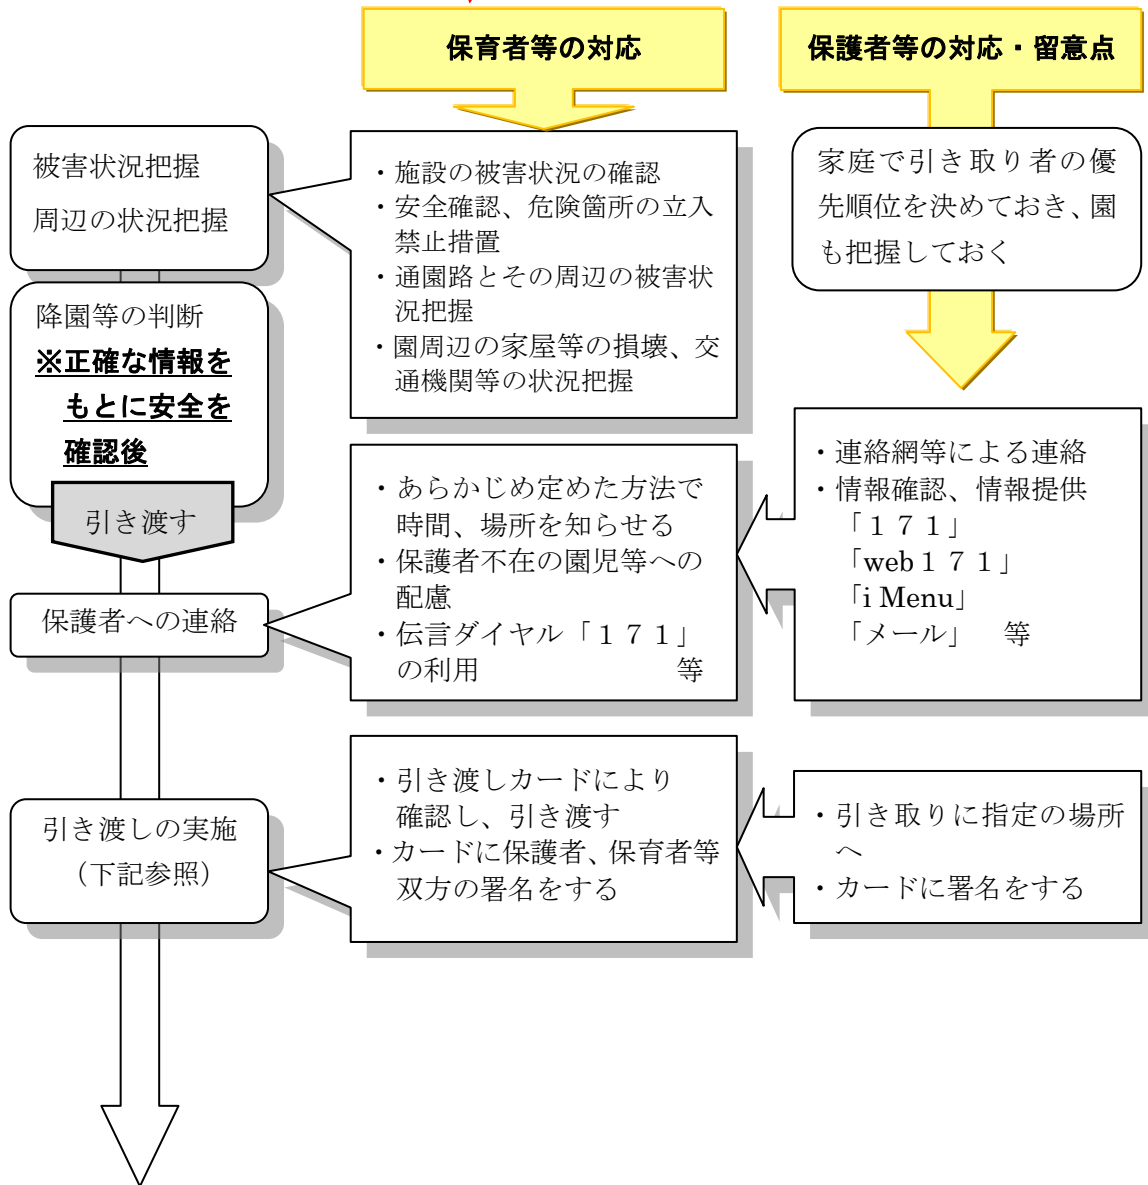 保育者等の対応
保護者等の対応・留意点
被害状況把握
周辺の状況把握
・施設の被害状況の確認
・安全確認、危険箇所の立入
禁止措置
・通園路とその周辺の被害状
況把握
・園周辺の家屋等の損壊、交
通機関等の状況把握
家庭で引き取り者の優
先順位を決めておき、園
も把握しておく
降園等の判断
※正確な情報を
もとに安全を
確認後
引き渡す
保護者への連絡
・あらかじめ定めた方法で
時間、場所を知らせる
・保護者不在の園児等への
配慮
・伝言ダイヤル「１７１」
の利用　　　　　　　等
・連絡網等による連絡
・情報確認、情報提供
「１７１」
「web１７１」
「i Menu」
「メール」　等
引き渡しの実施
（下記参照）
・引き渡しカードにより
確認し、引き渡す
・カードに保護者、保育者等
双方の署名をする
・引き取りに指定の場所
へ
・カードに署名をする